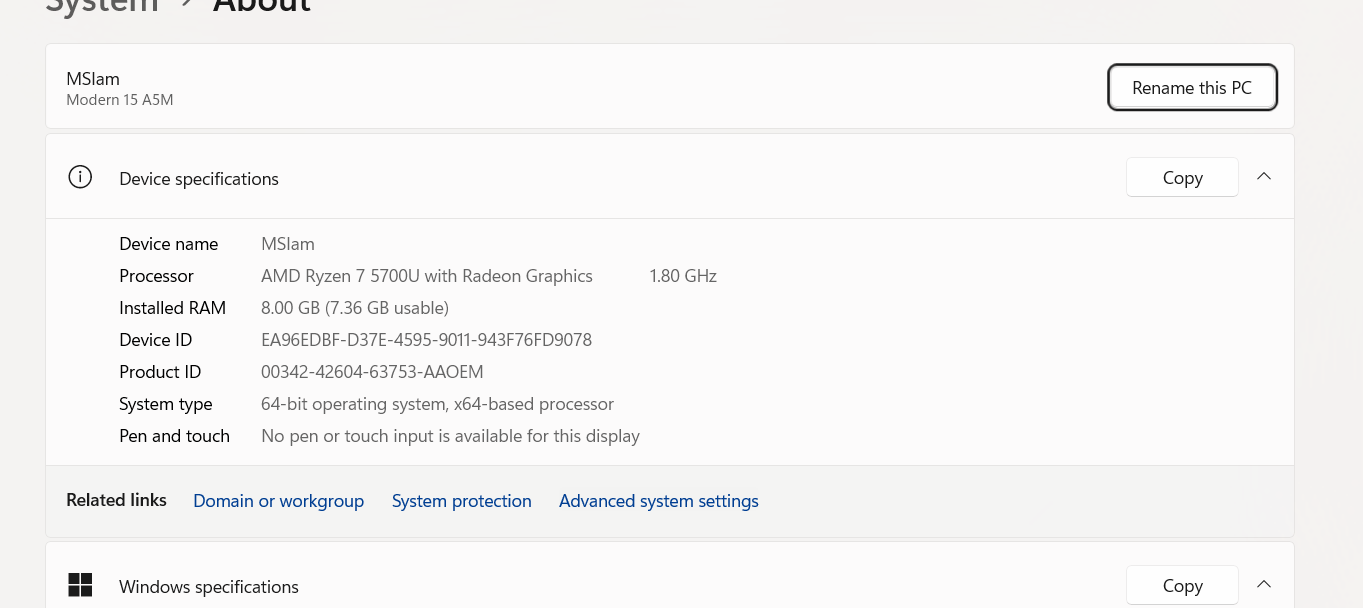 System > About
MSIam
Modern 15 A5M
Rename this PC
Device specifications
Copy
Device name MSIam
Processor AMD Ryzen 7 5700U with Radeon Graphics 1.80 GHz
Installed RAM 8.00 GB (7.36 GB usable)
Device ID EA96EDBF-D37E-4595-9011-943F76FD9078
Product ID 00342-42604-63753-AAOEM
System type 64-bit operating system, x64-based processor
Pen and touch No pen or touch input is available for this display
Related links Domain or workgroup System protection Advanced system settings
Windows specifications
Copy